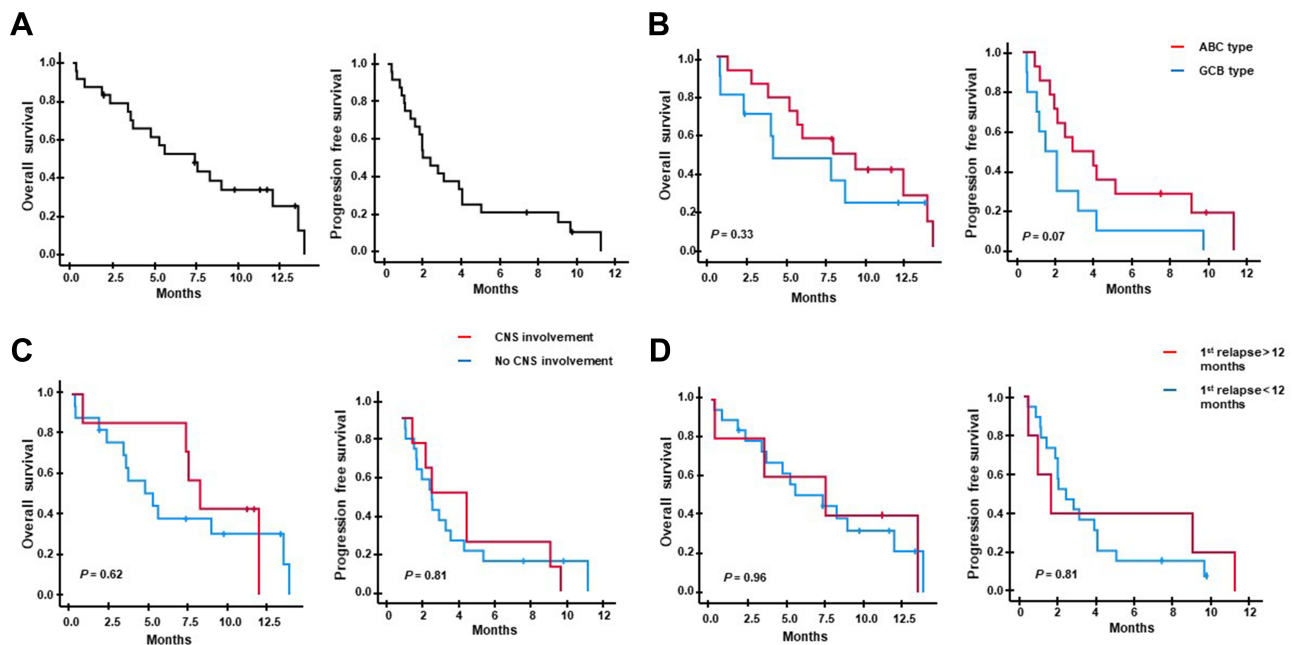 A
Overall survival
1.0
0.8
0.6
0.4
0.2
0.0
0.0 2.5 5.0 7.5 10.0 12.5
Months
Progression free survival
1.0
0.8
0.6
0.4
0.2
0.0
0 2 4 6 8 10 12
Months
B
ABC type
GCB type
Overall survival
1.0
0.8
0.6
0.4
0.2
P = 0.33
0.0 2.5 5.0 7.5 10.0 12.5
Months
Progression free survival
1.0
0.8
0.6
0.4
0.2
0.0
P = 0.07
0 2 4 6 8 10 12
Months
C
CNS involvement
No CNS involvement
Overall survival
1.0
0.8
0.6
0.4
0.2
0.0
P = 0.62
0.0 2.5 5.0 7.5 10.0 12.5
Months
Progression free survival
1.0
0.8
0.6
0.4
0.2
0.0
P = 0.81
0 2 4 6 8 10 12
Months
D
1st relapse > 12
months
1st relapse < 12
months
Overall survival
1.0
0.8
0.6
0.4
0.2
0.0
P = 0.96
0.0 2.5 5.0 7.5 10.0 12.5
Months
Progression free survival
1.0
0.8
0.6
0.4
0.2
0.0
P = 0.81
0 2 4 6 8 10 12
Months